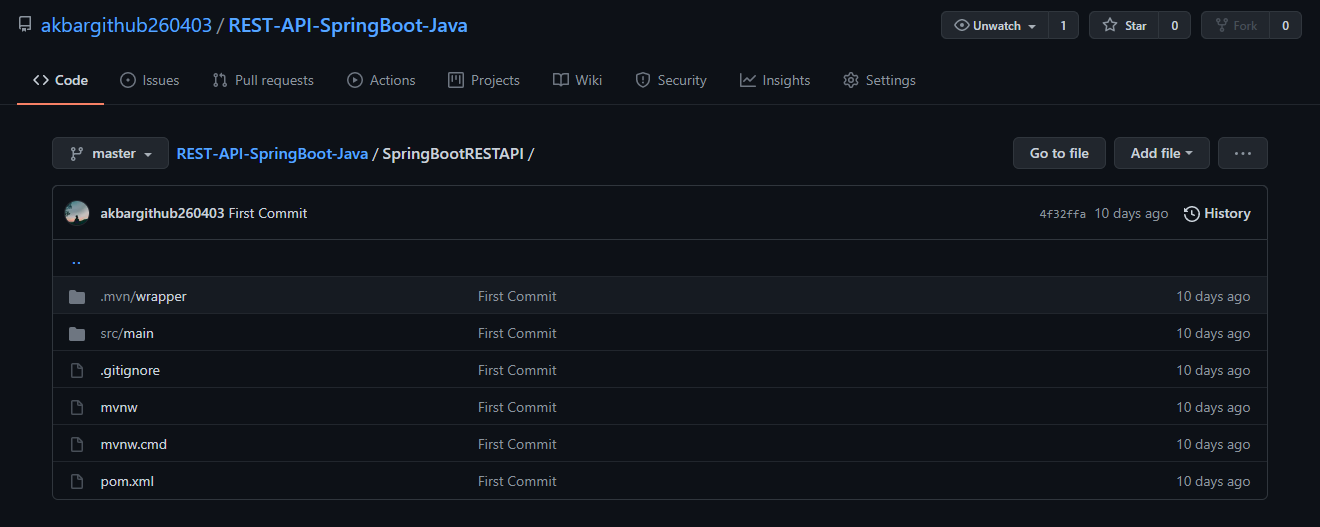 akbargithub260403 / REST-API-SpringBoot-Java Unwatch 1 Star 0 Fork 0
Code Issues Pull requests Actions Projects Wiki Security Insights Settings
master REST-API-SpringBoot-Java / SpringBootRESTAPI / Go to file Add file ...
akbargithub260403 First Commit 4f32ffa 10 days ago History
..
.mvn/wrapper First Commit 10 days ago
src/main First Commit 10 days ago
.gitignore First Commit 10 days ago
mvnw First Commit 10 days ago
mvnw.cmd First Commit 10 days ago
pom.xml First Commit 10 days ago